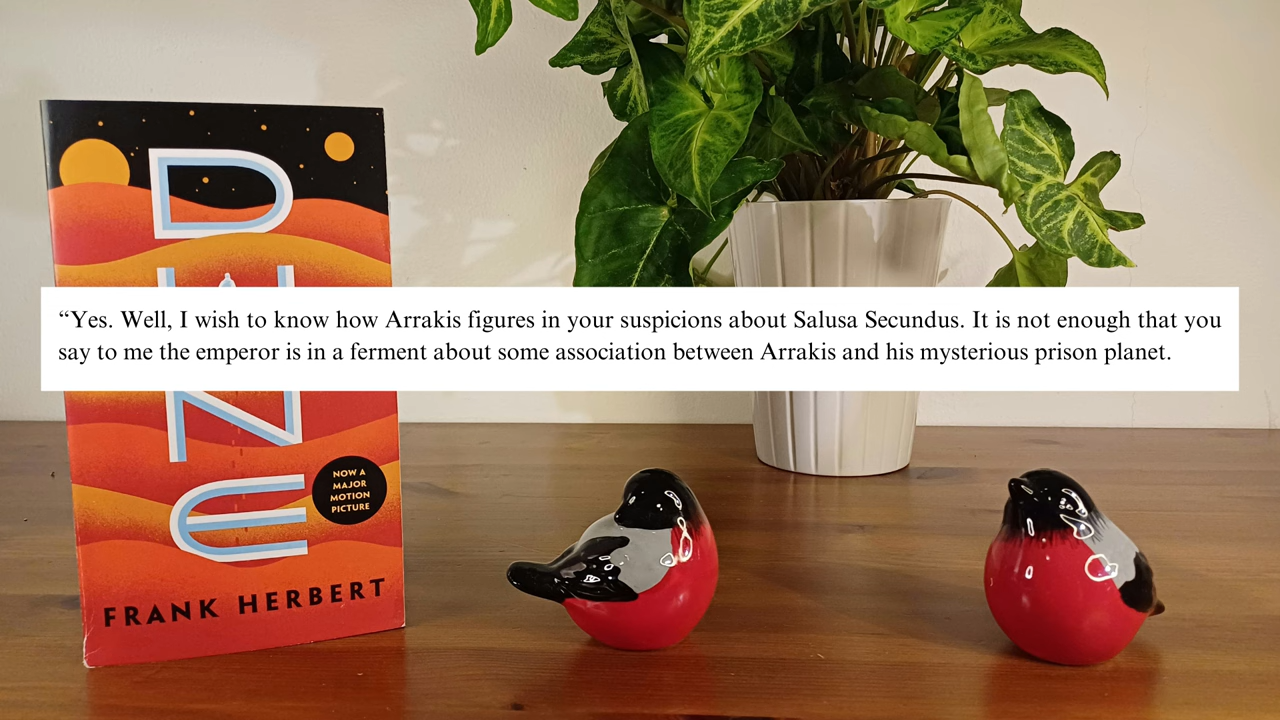 DUNE
“Yes. Well, I wish to know how Arrakis figures in your suspicions about Salusa Secundus. It is not enough that you
say to me the emperor is in a ferment about some association between Arrakis and his mysterious prison planet.
NOW A
MAJOR
MOTION
PICTURE
FRANK HERBERT